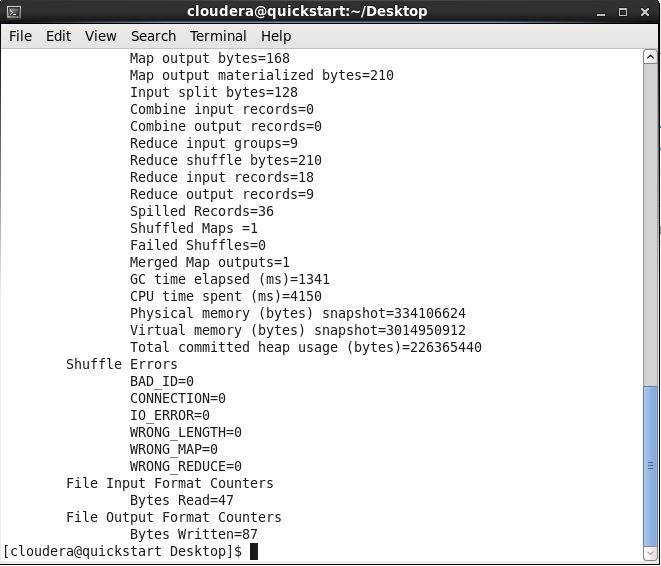 cloudera@quickstart:~/Desktop
File Edit View Search Terminal Help
Map output bytes=168
Map output materialized bytes=210
Input split bytes=128
Combine input records=0
Combine output records=0
Reduce input groups=9
Reduce shuffle bytes=210
Reduce input records=18
Reduce output records=9
Spilled Records=36
Shuffled Maps =1
Failed Shuffles=0
Merged Map outputs=1
GC time elapsed (ms)=1341
CPU time spent (ms)=4150
Physical memory (bytes) snapshot=334106624
Virtual memory (bytes) snapshot=3014950912
Total committed heap usage (bytes)=226365440
Shuffle Errors
BAD_ID=0
CONNECTION=0
IO_ERROR=0
WRONG_LENGTH=0
WRONG_MAP=0
WRONG_REDUCE=0
File Input Format Counters
Bytes Read=47
File Output Format Counters
Bytes Written=87
[cloudera@quickstart Desktop]$